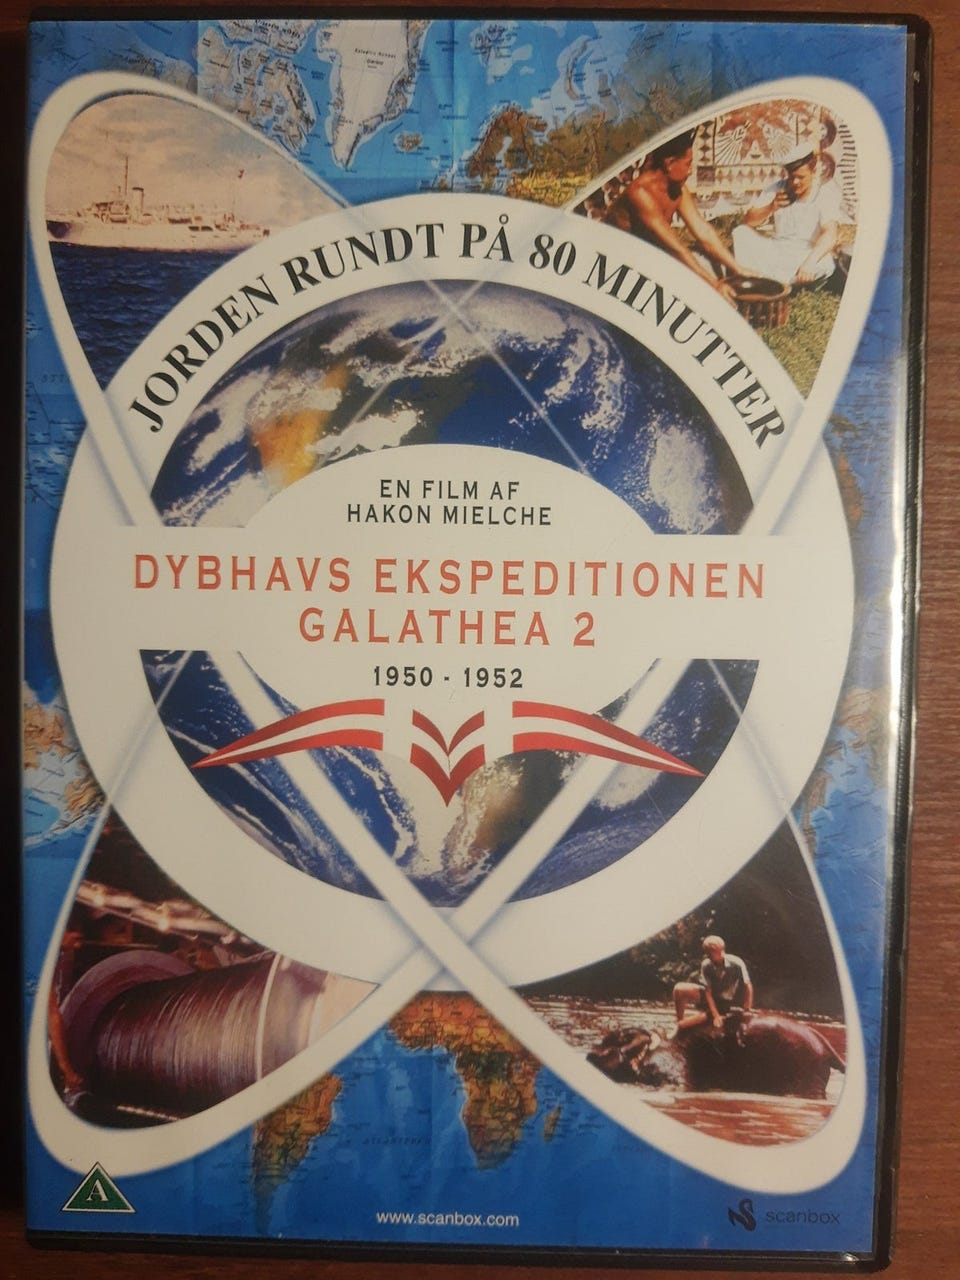 JORDEN RUNDT PÅ 80 MINUTTER
EN FILM AF
HAKON MIELCHE
DYBHAVS EKSPEDITIONEN
GALATHEA 2
1950 - 1952
A
www.scanbox.com
scanbox